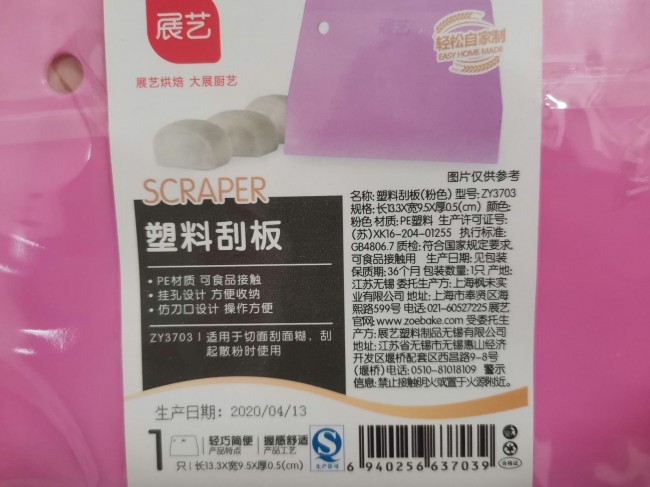 展艺
展艺烘焙 大展厨艺
展艺
轻松自家制
EASY HOME MADE
图片仅供参考
SCRAPER
塑料刮板
• PE材质 可食品接触
• 挂孔设计 方便收纳
• 仿刀口设计 操作方便
ZY3703 | 适用于切面刮面糊，刮
起散粉时使用
名称: 塑料刮板(粉色) 型号: ZY3703
规格: 长13.3X宽9.5X厚0.5(cm) 颜色:
粉色 材质: PE塑料 生产许可证号:
(苏)XK16-204-01255 执行标准:
GB4806.7 质检: 符合国家规定要求,
可食品接触用 生产日期: 见包装
保质期: 36个月 包装数量: 1只 产地:
江苏无锡 委托生产方: 上海枫未实
业有限公司 地址: 上海市奉贤区海
熙路599号 电话: 021-60527225 展艺
官网: www.zoebake.com 受委托生
产方: 展艺塑料制品无锡有限公司
地址: 江苏省无锡市无锡惠山经济
开发区堰桥配套区西昌路9-8号
(堰桥) 电话: 0510-81018109 警示
信息: 禁止接触明火或置于火源附近。
生产日期: 2020/04/13
1只
轻巧简便
产品特点
握感舒适
产品工艺
长13.3X宽9.5X厚0.5(cm)
生产许可
6 940256 637039
合格证